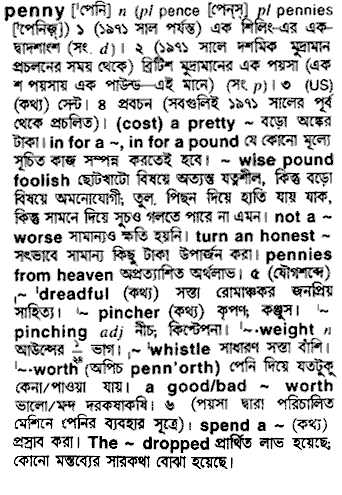 penny ['পেনি] n (pl pence [পেন্‌স্] pl pennies
['পেনিজ়্]) ১ (১৯৭১ সাল পর্যন্ত) এক শিলিং-এর এক-
দ্বাদশাংশ (সং. d)। ২ (১৯৭১ সালে দশমিক মুদ্রামান
প্রচলনের সময় থেকে) ব্রিটিশ মুদ্রামানের এক পয়সা (এক
শ পয়সায় এক পাউন্ড—এই মানে) (সং p)। ৩ (US)
(কথ্য) সেন্ট। ৪ প্রবচন (সবগুলিই ১৯৭১ সালের পূর্ব
থেকে প্রচলিত)। (cost) a pretty ~ বড়ো অঙ্কের
টাকা। in for a ~, in for a pound যে কোনো মূল্যে
সূচিত কাজ সম্পন্ন করতেই হবে। ~ wise pound
foolish ছোটখাটো বিষয়ে অত্যন্ত যত্নশীল, কিন্তু বড়ো
বিষয়ে অমনোযোগী; তুল. পিছন দিয়ে হাতি যায় যাক,
কিন্তু সামনে দিয়ে সুচও গলতে পারে না এমন। not a ~
worse সামান্যও ক্ষতি হয়নি। turn an honest ~
সৎভাবে সামান্য কিছু টাকা উপার্জন করা। pennies
from heaven অপ্রত্যাশিত অর্থলাভ। ৫ (যৌগশব্দে)
,~ 'dreadful (কথ্য) সস্তা রোমাঞ্চকর জনপ্রিয়
সাহিত্য। '~ pincher (কথ্য) কৃপণ; কঞ্জুস। '~
pinching adj নীচ; কিপ্টেপনা। '~-weight n
আউন্সের ১/২৪ ভাগ। ,~ 'whistle সাধারণ সস্তা বাঁশি।
'~-worth (অপিচ penn'orth) পেনি দিয়ে যতটুকু
কেনা/পাওয়া যায়। a good/bad ~ worth
ভালো/মন্দ দরকষাকষি। ৬ (পয়সা দ্বারা পরিচালিত
মেশিনে পেনির ব্যবহার সূত্রে)। spend a ~ (কথ্য)
প্রস্রাব করা। The ~ dropped প্রার্থিত লাভ হয়েছে;
কোনো মন্তব্যের সারকথা বোঝা হয়েছে।